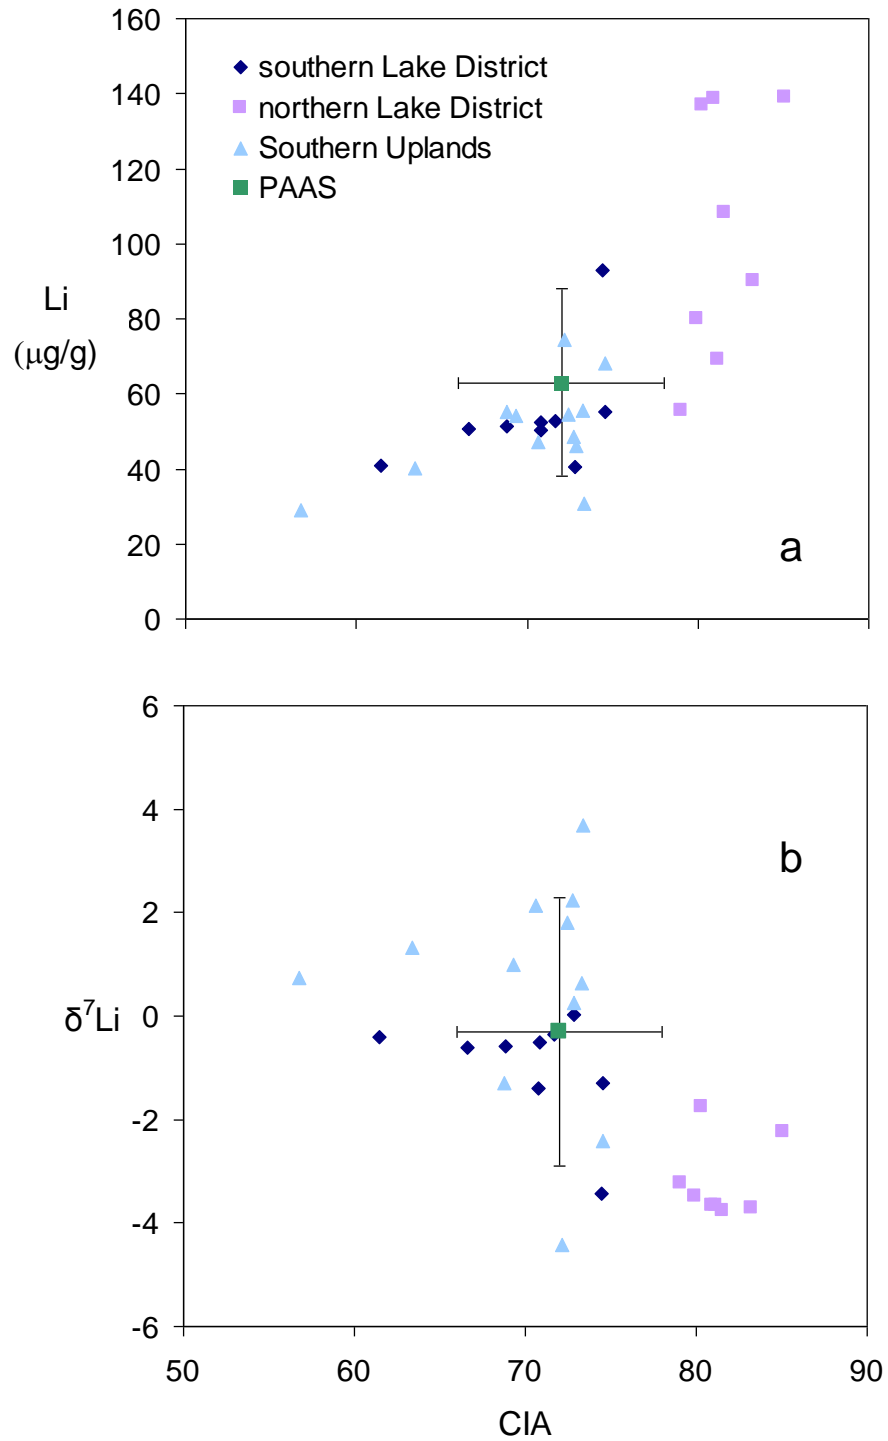 160
140
120
100
80
60
40
20
0
Li
(μg/g)
southern Lake District
northern Lake District
Southern Uplands
PAAS
a
6
4
2
0
-2
-4
-6
δ⁷Li
b
50 60 70 80 90
CIA